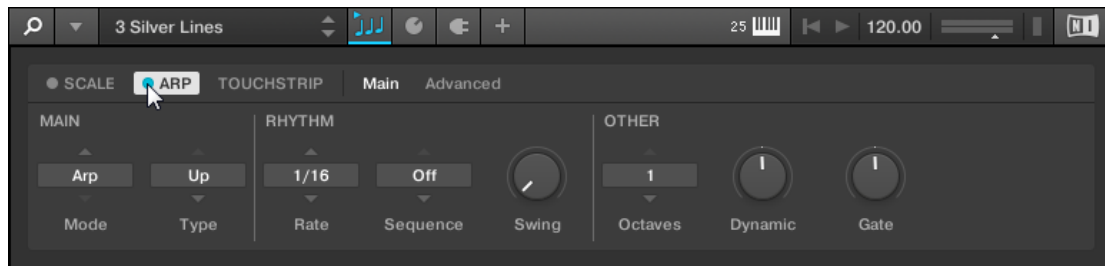 3 Silver Lines 25 120.00 NI
SCALE ARP TOUCHSTRIP Main Advanced
MAIN RHYTHM OTHER
Arp Up 1/16 Off 1
Mode Type Rate Sequence Swing Octaves Dynamic Gate